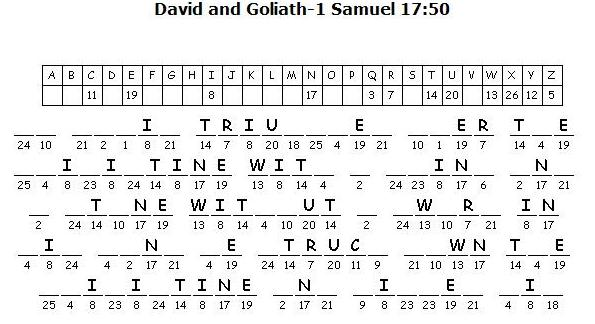 David and Goliath-1 Samuel 17:50
A B C D E F G H I J K L M N O P Q R S T U V W X Y Z
11 19 8 17 3 7 14 20 13 26 12 5
I TRIU E ER T E
24 10 21 2 1 8 21 14 7 8 20 18 25 4 19 21 10 1 19 7 14 4 19
I I TINE WIT IN N
25 4 8 23 8 24 14 8 17 19 13 8 14 4 2 24 23 8 17 6 2 17 21
T NE WIT UT W R IN
2 24 14 10 17 19 13 8 14 4 10 20 14 2 24 13 10 7 21 8 17
I N E TRUC WN T E
4 8 24 4 2 17 21 4 19 24 14 7 20 11 9 21 10 13 17 14 4 19
I I TINE N I E I
25 4 8 23 8 24 14 8 17 19 2 17 21 9 8 23 23 19 21 4 8 18